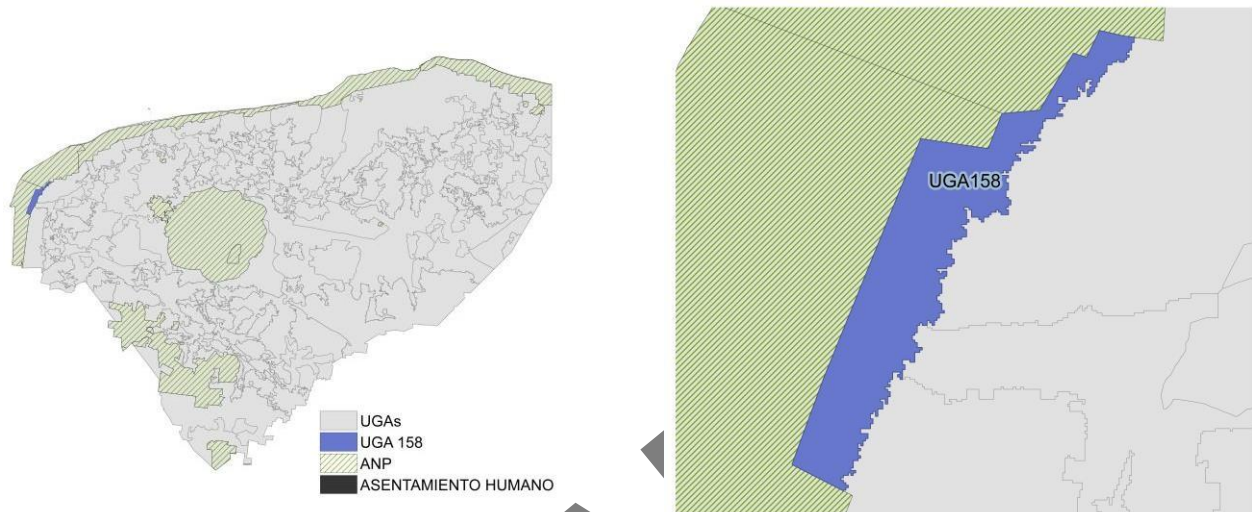 UGAs
UGA 158
ANP
ASENTAMIENTO HUMANO
UGA158